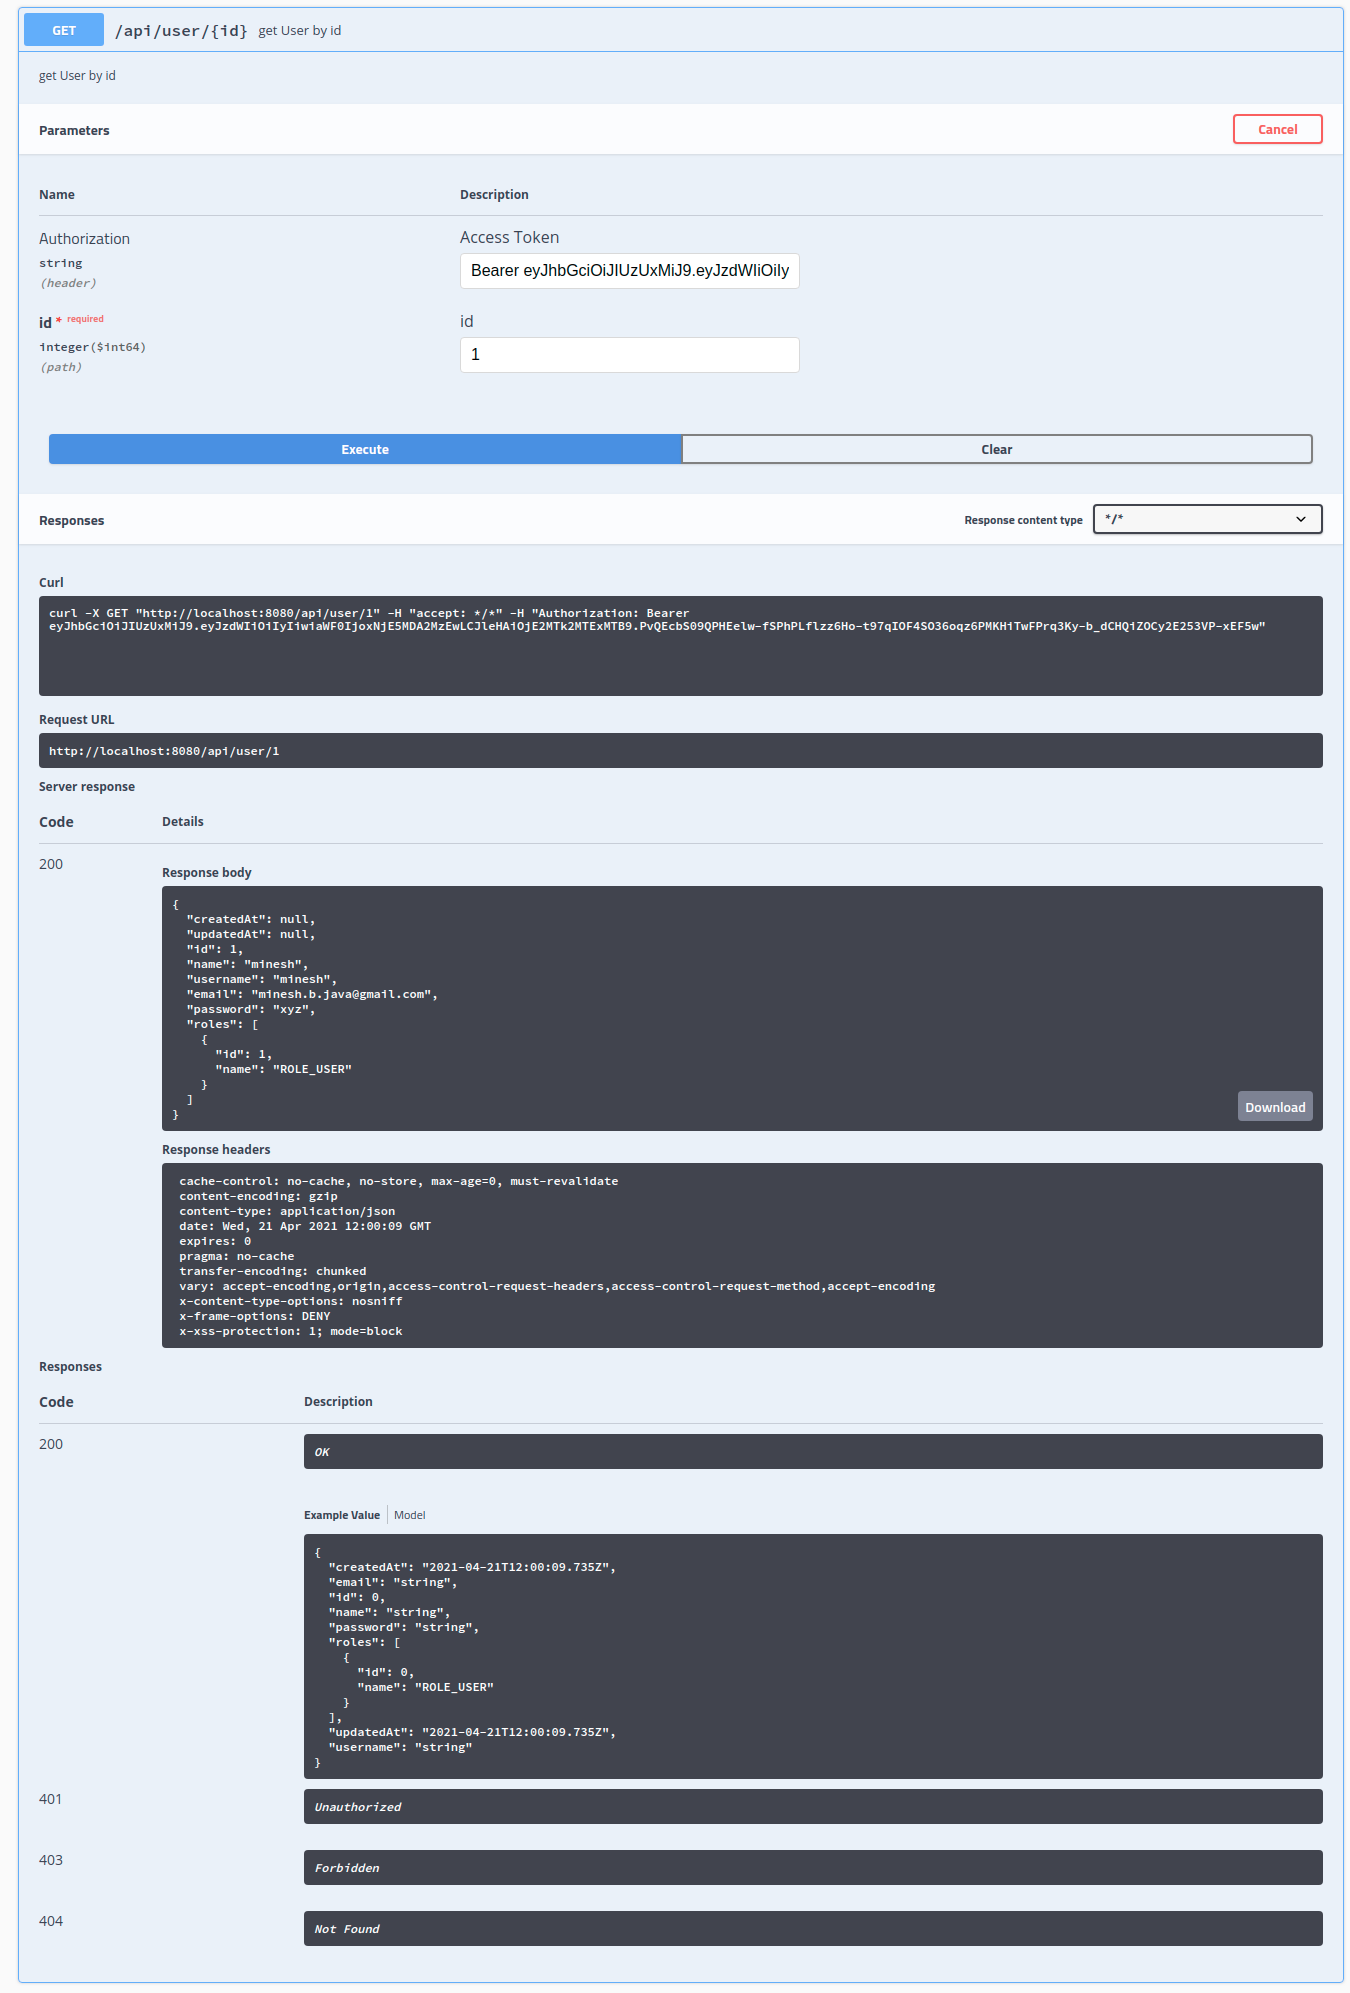 GET /api/user/{id} get User by id
get User by id
Parameters
Cancel
Name Description
Authorization Access Token
string
(header)
Bearer eyJhbGciOiJIUzUxMiJ9.eyJzdWIiOiIy
id * required id
integer($int64)
(path)
1
Execute Clear
Responses Response content type */*
Curl
curl -X GET "http://localhost:8080/api/user/1" -H "accept: */*" -H "Authorization: Bearer
eyJhbGciOiJIUzUxMiJ9.eyJzdWIiOiIyIiwiaWF0IjoxNjE5MDA2MzEwLCJleHAiOjE2MTk2MTExMTB9.PvQEcbS09QPHEelw-fSPhPLflzz6Ho-t97qIOF4SO36oqz6PMKHiTwFPrq3Ky-b_dCHQiZOCy2E253VP-xEF5w"
Request URL
http://localhost:8080/api/user/1
Server response
Code Details
200
Response body
{
"createdAt": null,
"updatedAt": null,
"id": 1,
"name": "minesh",
"username": "minesh",
"email": "minesh.b.java@gmail.com",
"password": "xyz",
"roles": [
{
"id": 1,
"name": "ROLE_USER"
}
]
}
Download
Response headers
cache-control: no-cache, no-store, max-age=0, must-revalidate
content-encoding: gzip
content-type: application/json
date: Wed, 21 Apr 2021 12:00:09 GMT
expires: 0
pragma: no-cache
transfer-encoding: chunked
vary: accept-encoding,origin,access-control-request-headers,access-control-request-method,accept-encoding
x-content-type-options: nosniff
x-frame-options: DENY
x-xss-protection: 1; mode=block
Responses
Code Description
200
OK
Example Value Model
{
"createdAt": "2021-04-21T12:00:09.735Z",
"email": "string",
"id": 0,
"name": "string",
"password": "string",
"roles": [
{
"id": 0,
"name": "ROLE_USER"
}
],
"updatedAt": "2021-04-21T12:00:09.735Z",
"username": "string"
}
401
Unauthorized
403
Forbidden
404
Not Found